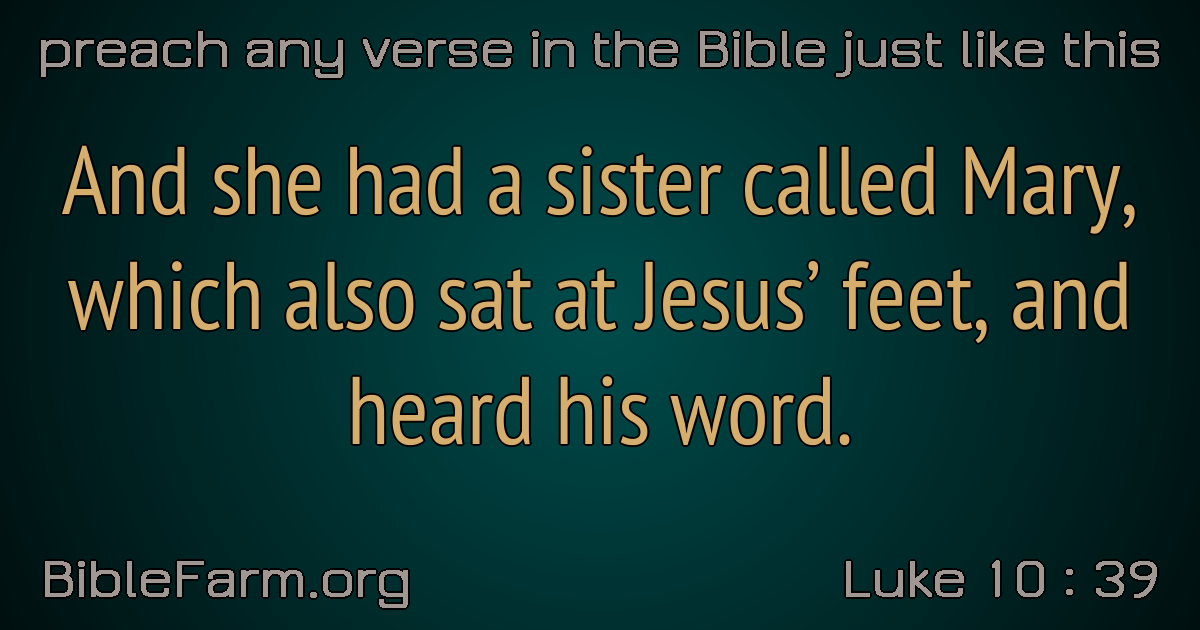 preach any verse in the Bible just like this
And she had a sister called Mary,
which also sat at Jesus’ feet, and
heard his word.
BibleFarm.org
Luke 10 : 39